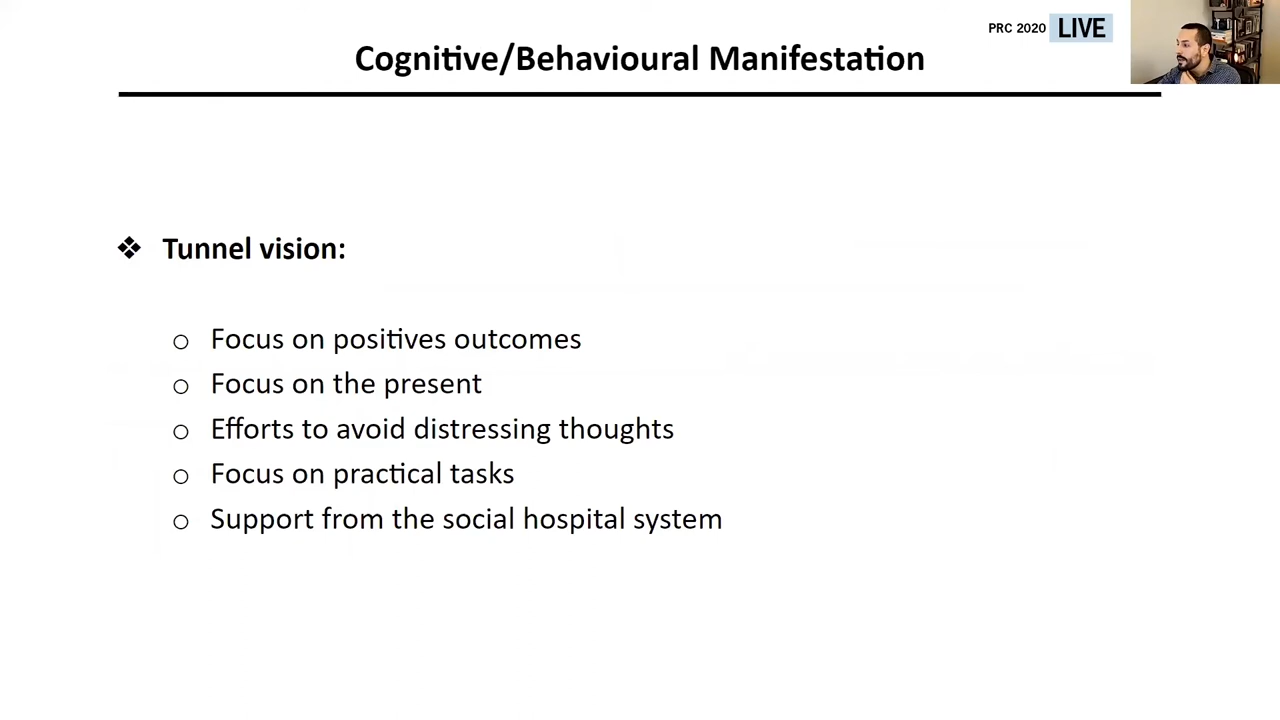 PRC 2020 LIVE
Cognitive/Behavioural Manifestation
❖ Tunnel vision:
o Focus on positives outcomes
o Focus on the present
o Efforts to avoid distressing thoughts
o Focus on practical tasks
o Support from the social hospital system